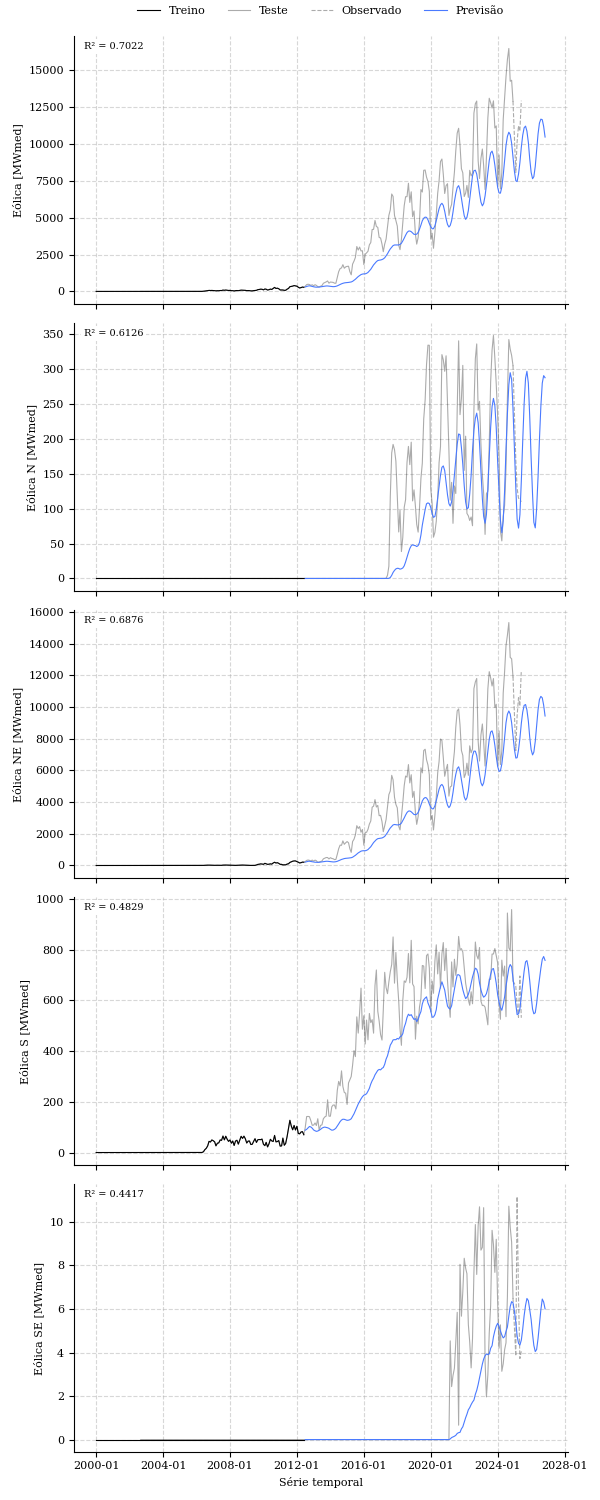 Treino Teste Observado Previsão
R² = 0.7022
Eólica [MWmed]
15000
12500
10000
7500
5000
2500
0
R² = 0.6126
Eólica N [MWmed]
350
300
250
200
150
100
50
0
R² = 0.6876
Eólica NE [MWmed]
16000
14000
12000
10000
8000
6000
4000
2000
0
R² = 0.4829
Eólica S [MWmed]
1000
800
600
400
200
0
R² = 0.4417
Eólica SE [MWmed]
10
8
6
4
2
0
2000-01 2004-01 2008-01 2012-01 2016-01 2020-01 2024-01 2028-01
Série temporal